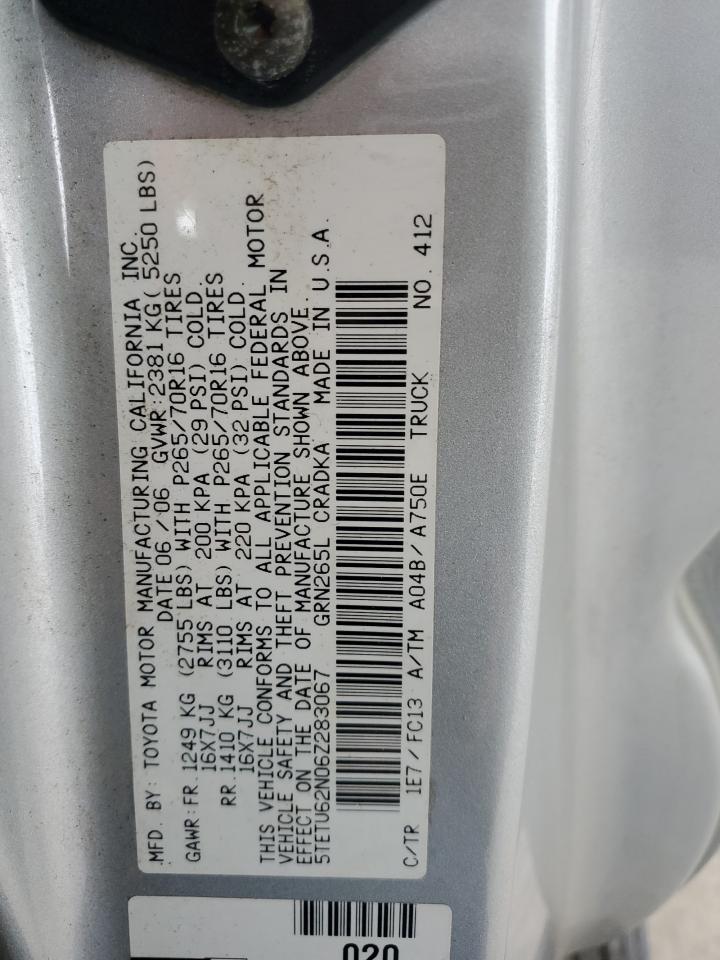 MFD. BY: TOYOTA MOTOR MANUFACTURING CALIFORNIA INC.
DATE 06/06 GVWR:2381 KG( 5250 LBS)
GAWR:FR.1249 KG (2755 LBS) WITH P265/70R16 TIRES
16X7JJ RIMS AT 200 KPA (29 PSI) COLD.
RR.1410 KG (3110 LBS) WITH P265/70R16 TIRES
16X7JJ RIMS AT 220 KPA (32 PSI) COLD.
THIS VEHICLE CONFORMS TO ALL APPLICABLE FEDERAL MOTOR
VEHICLE SAFETY AND THEFT PREVENTION STANDARDS IN
EFFECT ON THE DATE OF MANUFACTURE SHOWN ABOVE.
5TETU62N06Z283067 GRN265L CRADKA MADE IN U.S.A.
C/TR 1E7/FC13 A/TM A04B/A750E TRUCK NO. 412
020